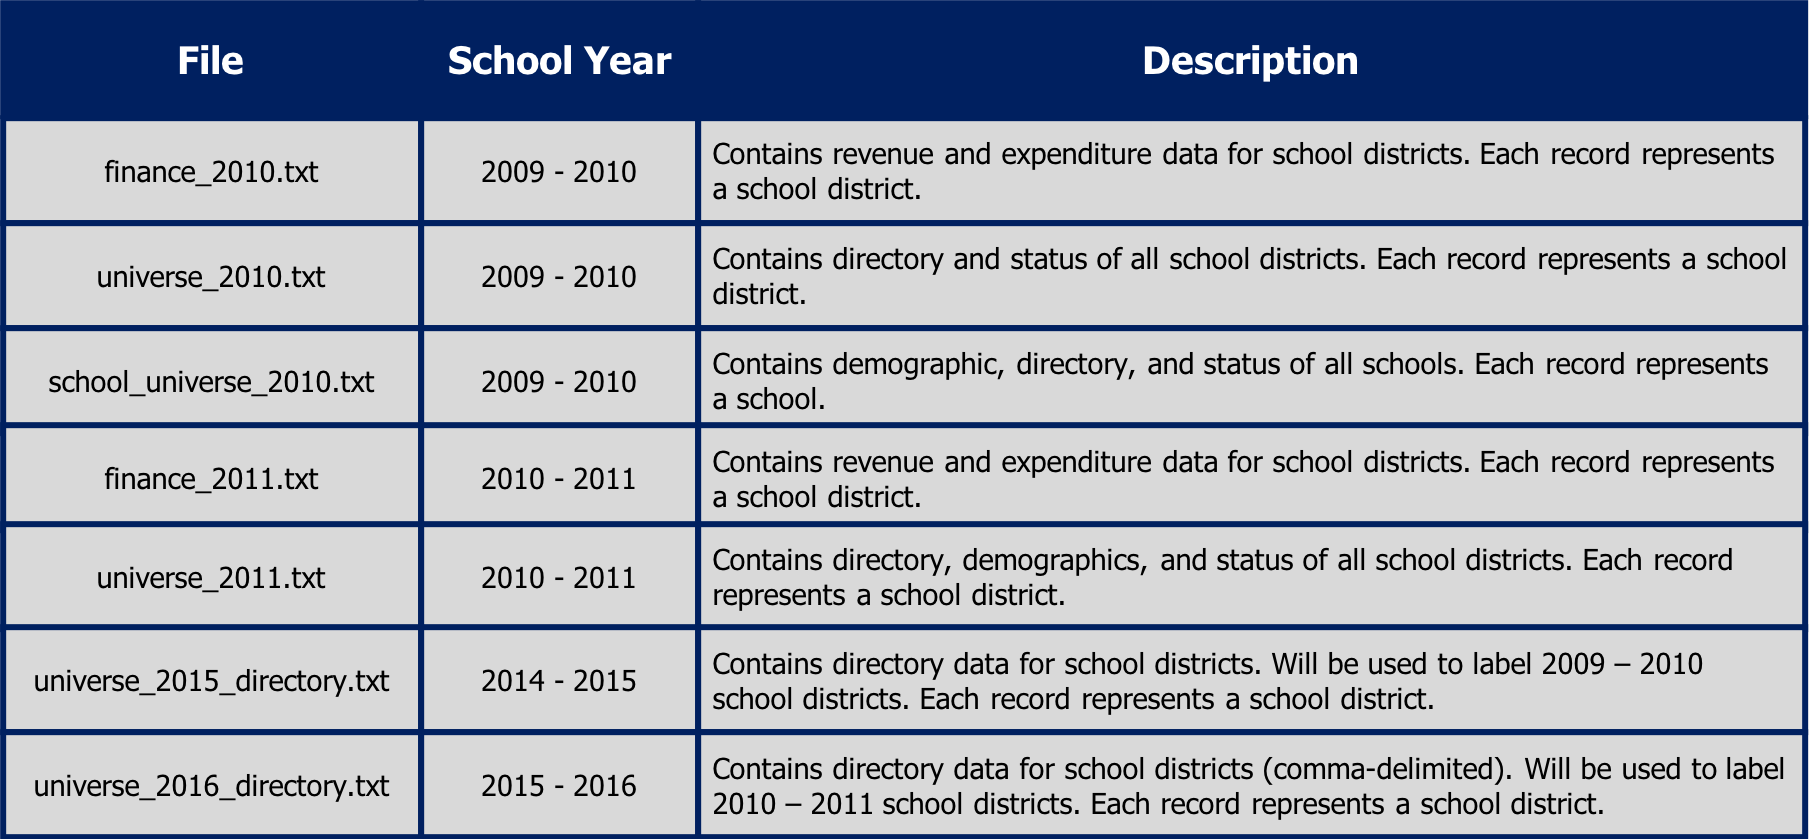 File School Year Description
finance_2010.txt 2009 - 2010 Contains revenue and expenditure data for school districts. Each record represents
a school district.
universe_2010.txt 2009 - 2010 Contains directory and status of all school districts. Each record represents a school
district.
school_universe_2010.txt 2009 - 2010 Contains demographic, directory, and status of all schools. Each record represents
a school.
finance_2011.txt 2010 - 2011 Contains revenue and expenditure data for school districts. Each record represents
a school district.
universe_2011.txt 2010 - 2011 Contains directory, demographics, and status of all school districts. Each record
represents a school district.
universe_2015_directory.txt 2014 - 2015 Contains directory data for school districts. Will be used to label 2009 – 2010
school districts. Each record represents a school district.
universe_2016_directory.txt 2015 - 2016 Contains directory data for school districts (comma-delimited). Will be used to label
2010 – 2011 school districts. Each record represents a school district.